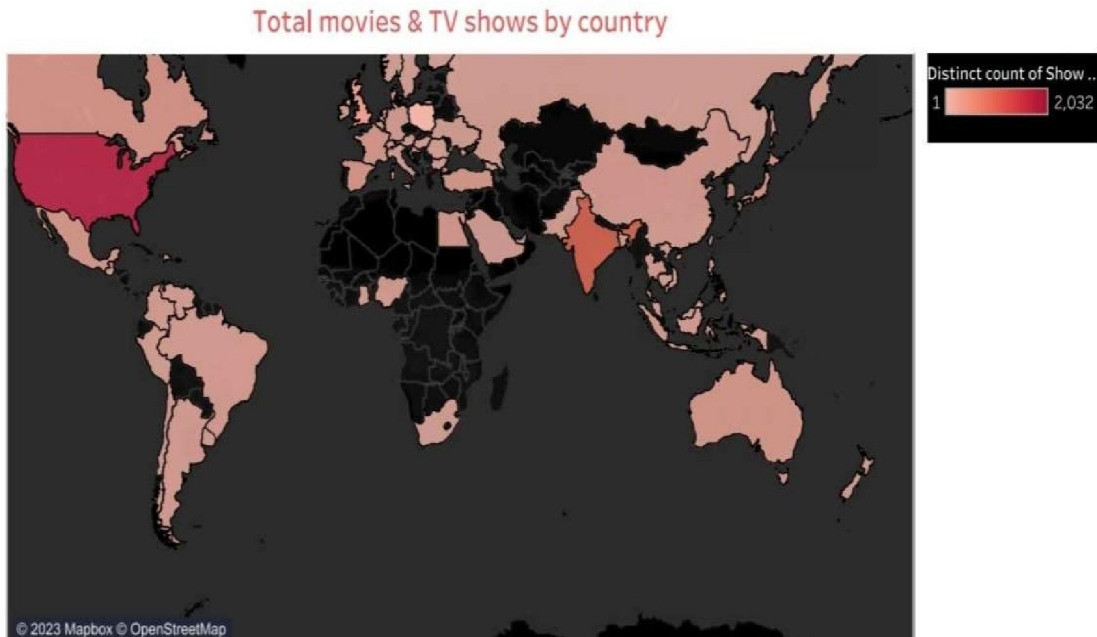 Total movies & TV shows by country
Distinct count of Show ..
1 2,032
© 2023 Mapbox © OpenStreetMap